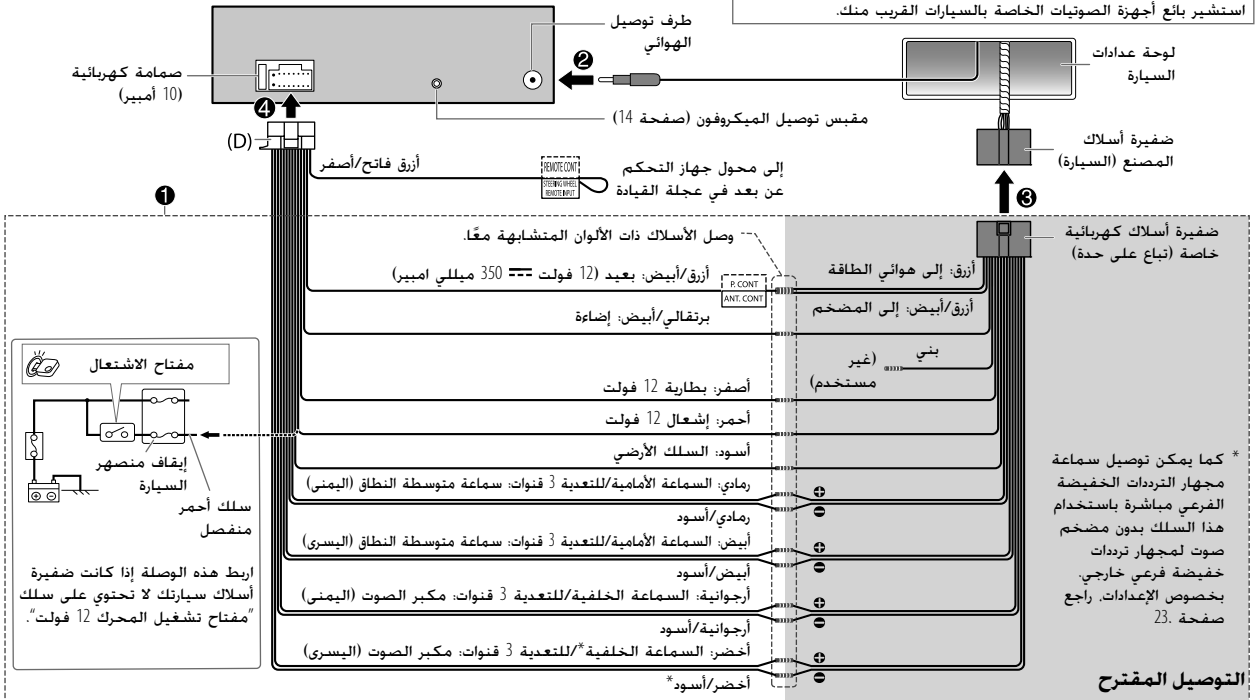 استشير بائع أجهزة الصوتيات الخاصة بالسيارات القريب منك.
طرف توصيل
الهوائي
لوحة عدادات
السيارة
صمامة كهربائية
(10 أمبير)
❷
❹
مقبس توصيل الميكروفون (صفحة 14)
ضفيرة أسلاك
المصنع (السيارة)
(D)
أزرق فاتح/أصفر
REMOTE CONT
STEERING WHEEL
REMOTE INPUT
إلى محول جهاز التحكم
عن بعد في عجلة القيادة
❶
❸
ضفيرة أسلاك كهربائية
خاصة (تباع على حدة)
وصل الأسلاك ذات الألوان المتشابهة معًا.
أزرق: إلى هوائي الطاقة
أزرق/أبيض: بعيد (12 فولت ⎓ 350 ميللي امبير)
P. CONT
ANT. CONT
أزرق/أبيض: إلى المضخم
برتقالي/أبيض: إضاءة
بني
(غير
مستخدم)
مفتاح الاشتعال
أصفر: بطارية 12 فولت
أحمر: إشعال 12 فولت
أسود: السلك الأرضي
إيقاف منصهر
السيارة
سلك أحمر
منفصل
رمادي: السماعة الأمامية/للتعدية 3 قنوات: سماعة متوسطة النطاق (اليمنى)
رمادي/أسود
أبيض: السماعة الأمامية/للتعدية 3 قنوات: سماعة متوسطة النطاق (اليسرى)
أبيض/أسود
أرجوانية: السماعة الخلفية/للتعدية 3 قنوات: مكبر الصوت (اليمنى)
أرجوانية/أسود
أخضر: السماعة الخلفية*/للتعدية 3 قنوات: مكبر الصوت (اليسرى)
أخضر/أسود*
اربط هذه الوصلة إذا كانت ضفيرة
أسلاك سيارتك لا تحتوي على سلك
"مفتاح تشغيل المحرك 12 فولت".
* كما يمكن توصيل سماعة
مجهار الترددات الخفيضة
الفرعي مباشرة باستخدام
هذا السلك بدون مضخم
صوت لمجهار ترددات
خفيضة فرعي خارجي.
بخصوص الإعدادات، راجع
صفحة 23.
التوصيل المقترح